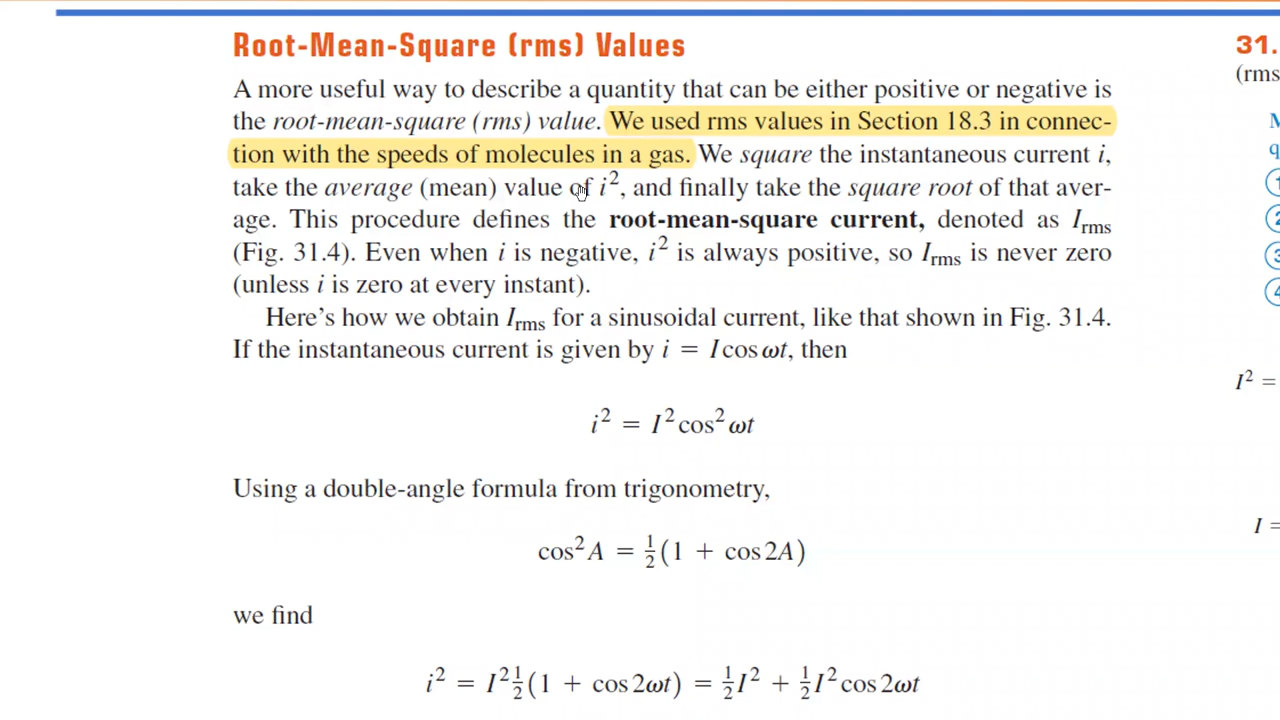 Root-Mean-Square (rms) Values
A more useful way to describe a quantity that can be either positive or negative is
the root-mean-square (rms) value. We used rms values in Section 18.3 in connec-
tion with the speeds of molecules in a gas. We square the instantaneous current i,
take the average (mean) value of i², and finally take the square root of that aver-
age. This procedure defines the root-mean-square current, denoted as Irms
(Fig. 31.4). Even when i is negative, i² is always positive, so Irms is never zero
(unless i is zero at every instant).
Here’s how we obtain Irms for a sinusoidal current, like that shown in Fig. 31.4.
If the instantaneous current is given by i = I cos ωt, then
i² = I² cos² ωt
Using a double-angle formula from trigonometry,
cos² A = ½(1 + cos 2A)
we find
i² = I² ½(1 + cos 2ωt) = ½I² + ½I² cos 2ωt
31.
(rms
1
2
3
4
I² =
I =